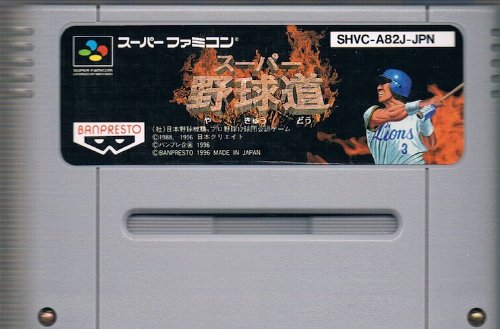 SUPER FAMICOM
スーパーファミコン
SHVC-A82J-JPN
スーパー
野球道
や きゅう どう
BANPRESTO
(社)日本野球機構、プロ野球12球団公認ゲーム
©1988, 1996 日本クリエイト
©バンプレ企画 1996
©BANPRESTO 1996 MADE IN JAPAN
Lions
3